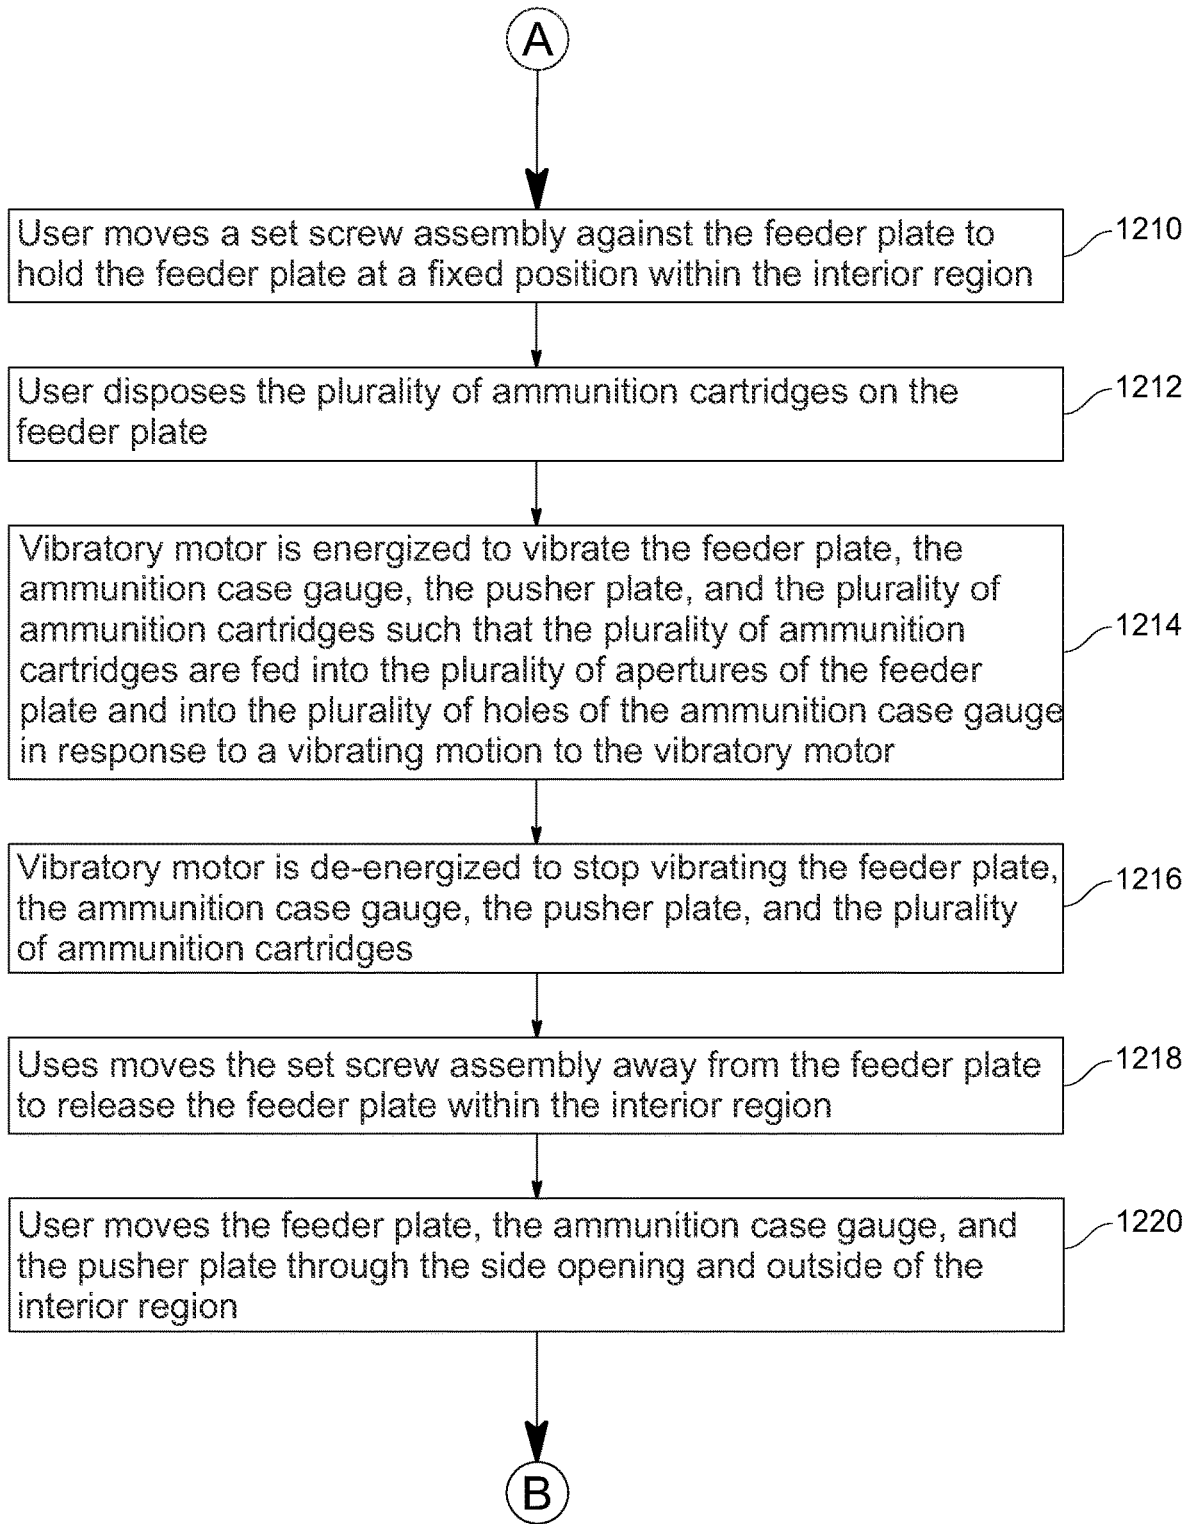 A
User moves a set screw assembly against the feeder plate to
hold the feeder plate at a fixed position within the interior region
1210
User disposes the plurality of ammunition cartridges on the
feeder plate
1212
Vibratory motor is energized to vibrate the feeder plate, the
ammunition case gauge, the pusher plate, and the plurality of
ammunition cartridges such that the plurality of ammunition
cartridges are fed into the plurality of apertures of the feeder
plate and into the plurality of holes of the ammunition case gauge
in response to a vibrating motion to the vibratory motor
1214
Vibratory motor is de-energized to stop vibrating the feeder plate,
the ammunition case gauge, the pusher plate, and the plurality
of ammunition cartridges
1216
Uses moves the set screw assembly away from the feeder plate
to release the feeder plate within the interior region
1218
User moves the feeder plate, the ammunition case gauge, and
the pusher plate through the side opening and outside of the
interior region
1220
B